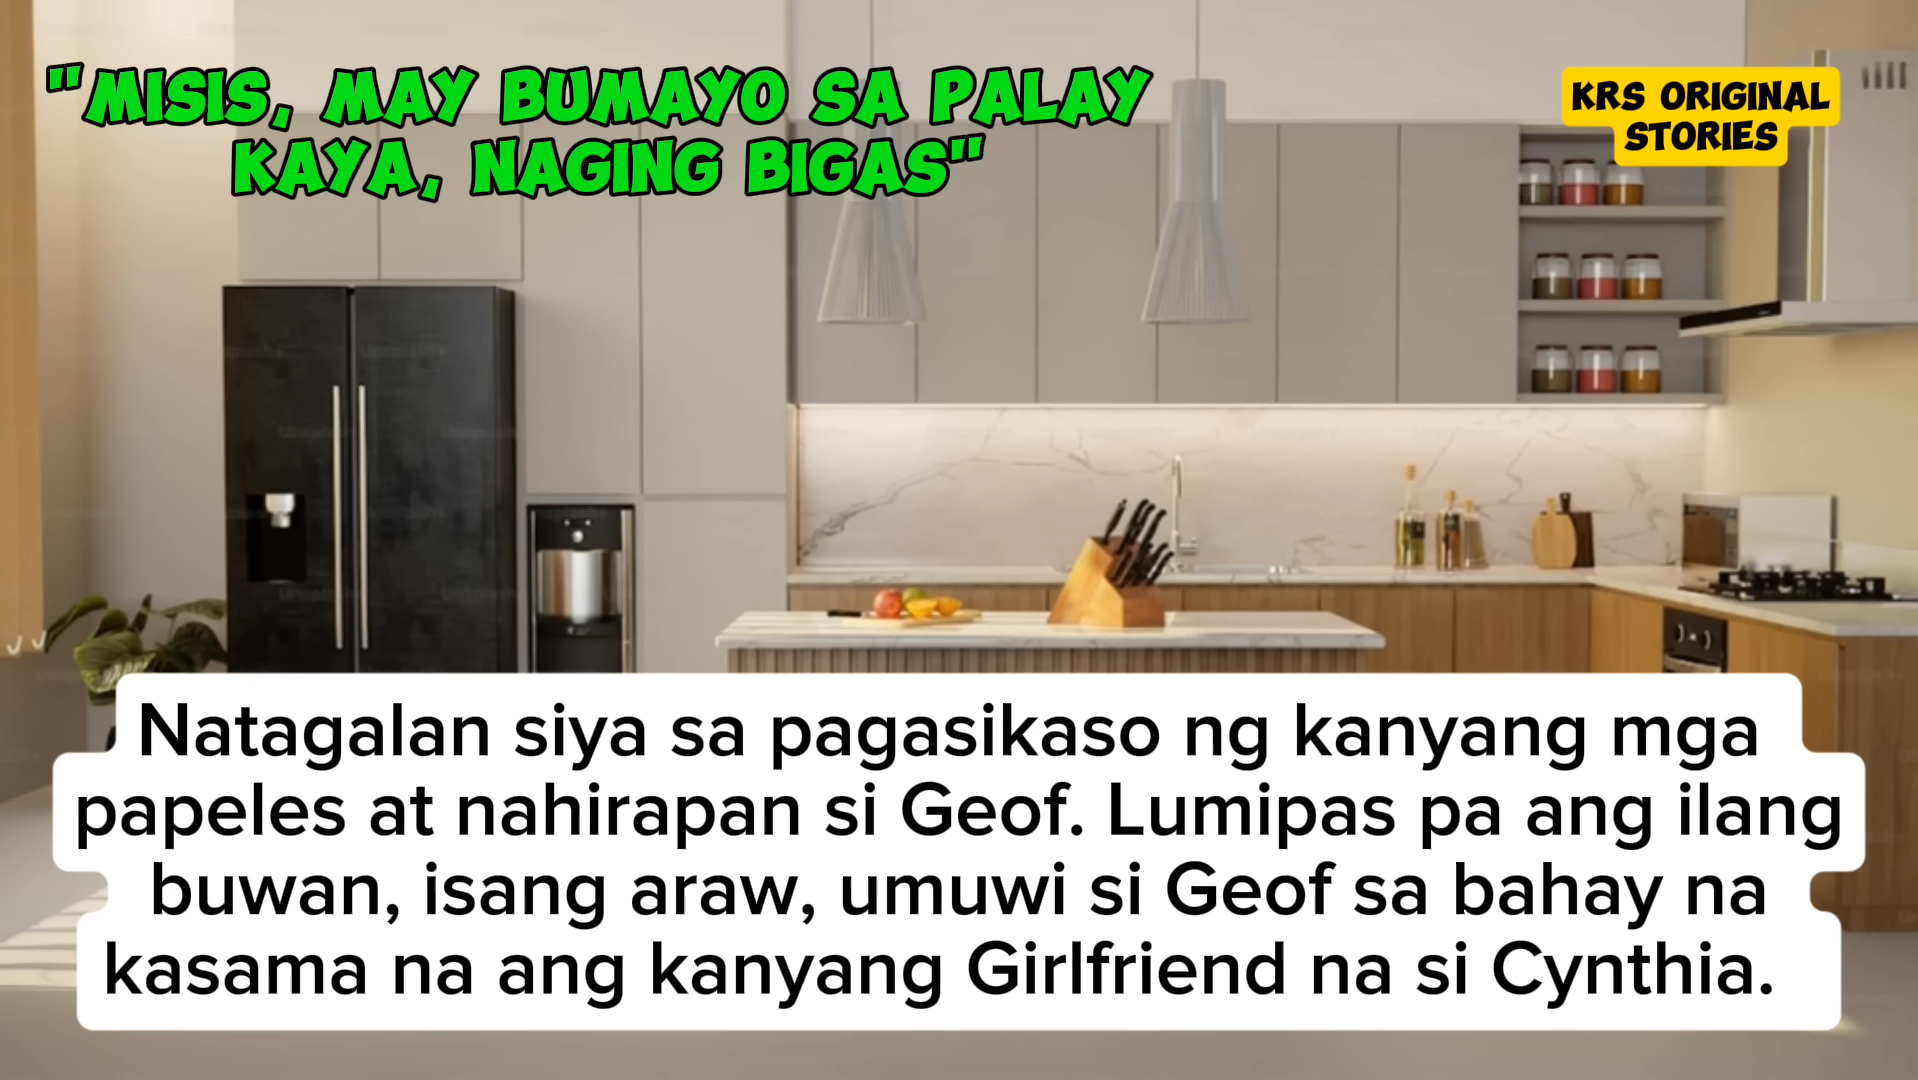 "MISIS, MAY BUMAYO SA PALAY
KAYA, NAGING BIGAS"
KRS ORIGINAL
STORIES
Natagalan siya sa pagasikaso ng kanyang mga
papeles at nahirapan si Geof. Lumipas pa ang ilang
buwan, isang araw, umuwi si Geof sa bahay na
kasama na ang kanyang Girlfriend na si Cynthia.